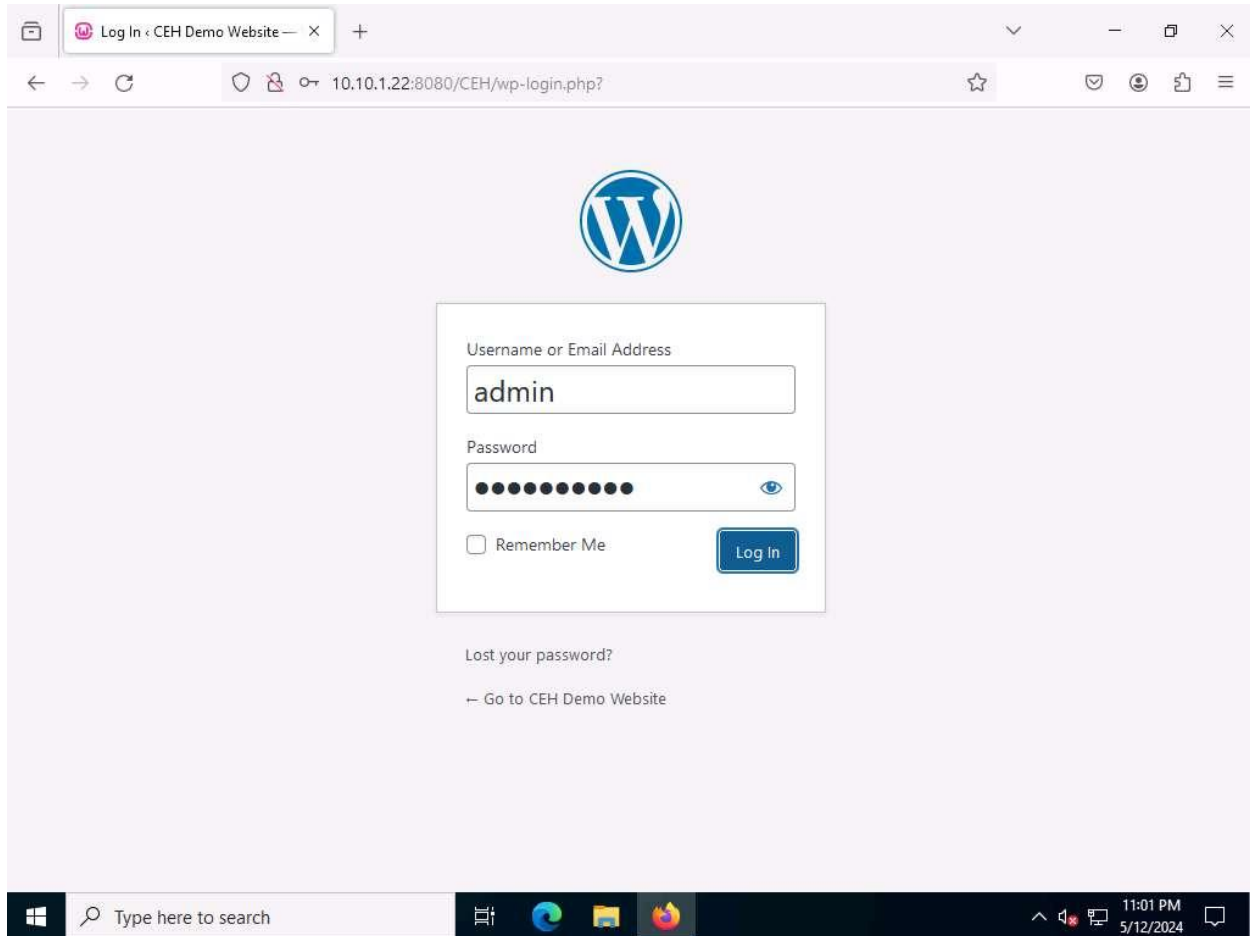 Log In ‹ CEH Demo Website —
10.10.1.22:8080/CEH/wp-login.php?
Username or Email Address
admin
Password
Remember Me
Log In
Lost your password?
← Go to CEH Demo Website
Type here to search
11:01 PM
5/12/2024